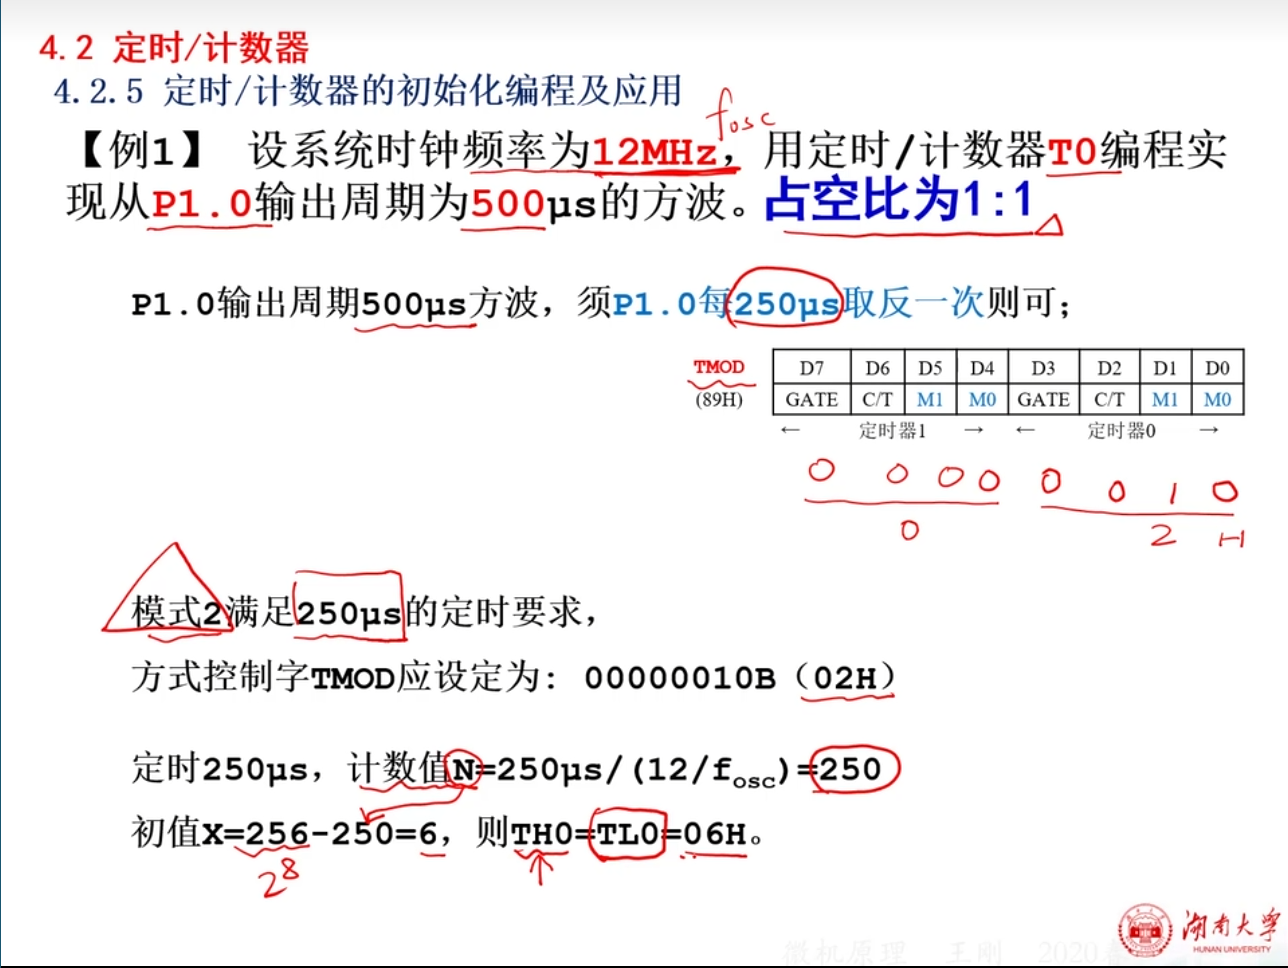 4.2 定时/计数器
4.2.5 定时/计数器的初始化编程及应用
fosc
【例1】 设系统时钟频率为12MHz，用定时/计数器T0编程实
现从P1.0输出周期为500μs的方波。占空比为1:1
P1.0输出周期500μs方波，须P1.0每250μs取反一次则可；
TMOD D7 D6 D5 D4 D3 D2 D1 D0
(89H) GATE C/T M1 M0 GATE C/T M1 M0
← 定时器1 → ← 定时器0 →
0 0 0 0 0 0 1 0
0 2 H
模式2满足250μs的定时要求，
方式控制字TMOD应设定为: 00000010B（02H）
定时250μs，计数值N=250μs/(12/fosc)=250
初值X=256-250=6，则TH0=TL0=06H。
2⁸
湖南大学
HUNAN UNIVERSITY
微机原理 王刚 2020春